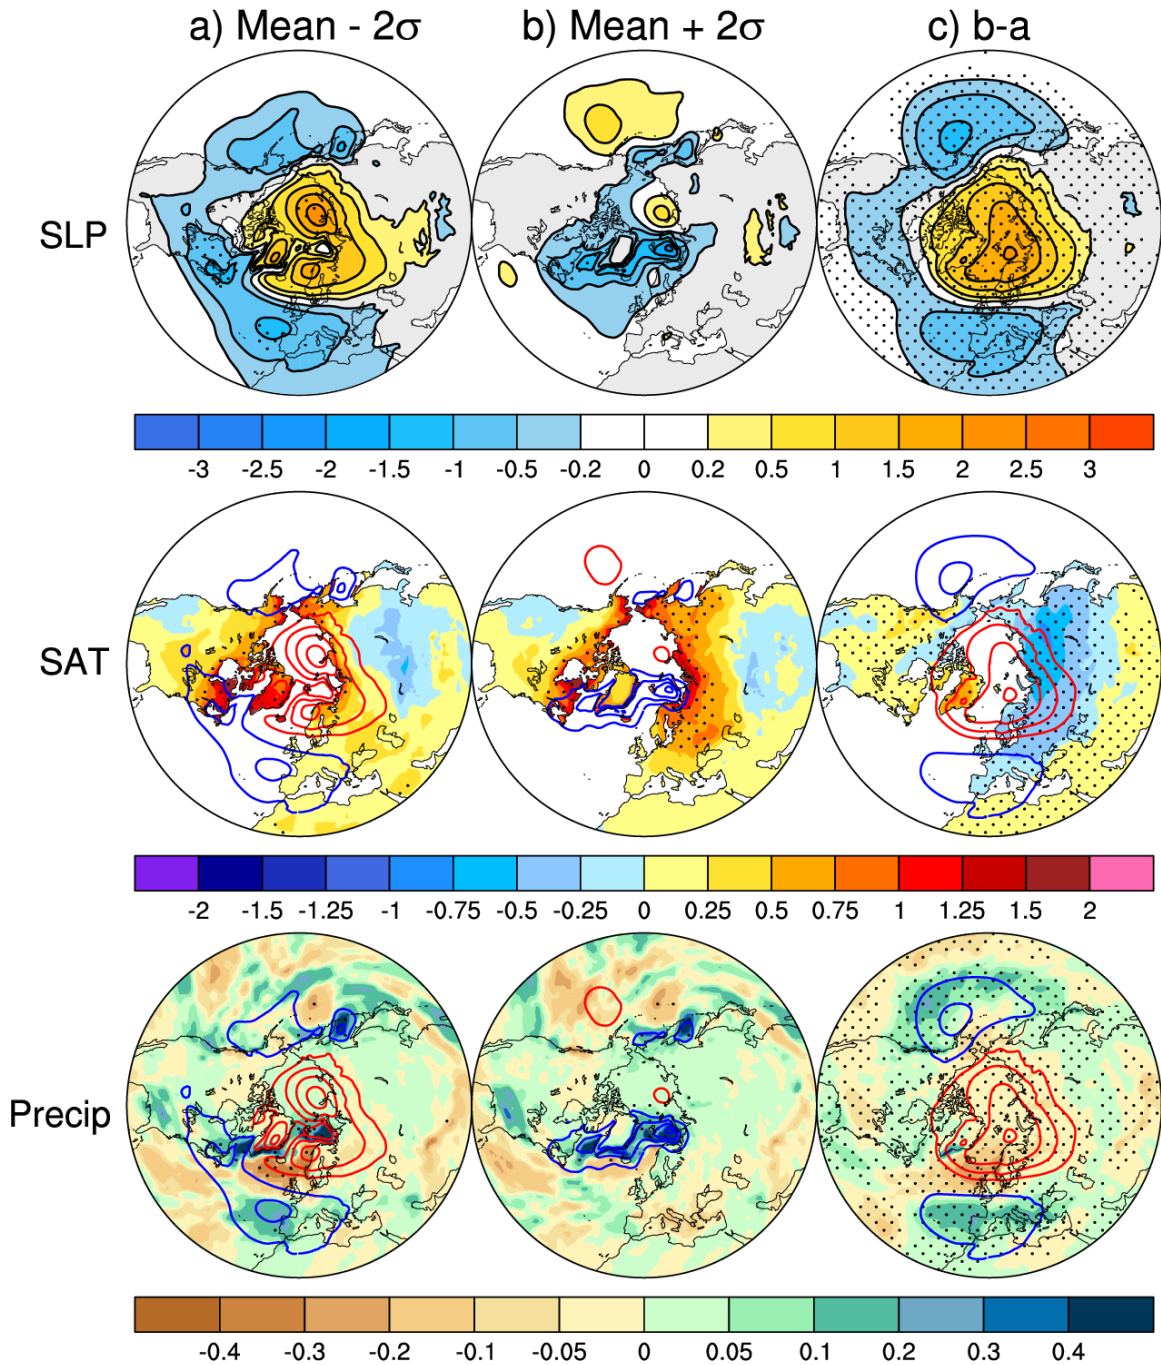 a) Mean - 2σ b) Mean + 2σ c) b-a
SLP
-3 -2.5 -2 -1.5 -1 -0.5 -0.2 0 0.2 0.5 1 1.5 2 2.5 3
SAT
-2 -1.5 -1.25 -1 -0.75 -0.5 -0.25 0 0.25 0.5 0.75 1 1.25 1.5 2
Precip
-0.4 -0.3 -0.2 -0.1 -0.05 0 0.05 0.1 0.2 0.3 0.4